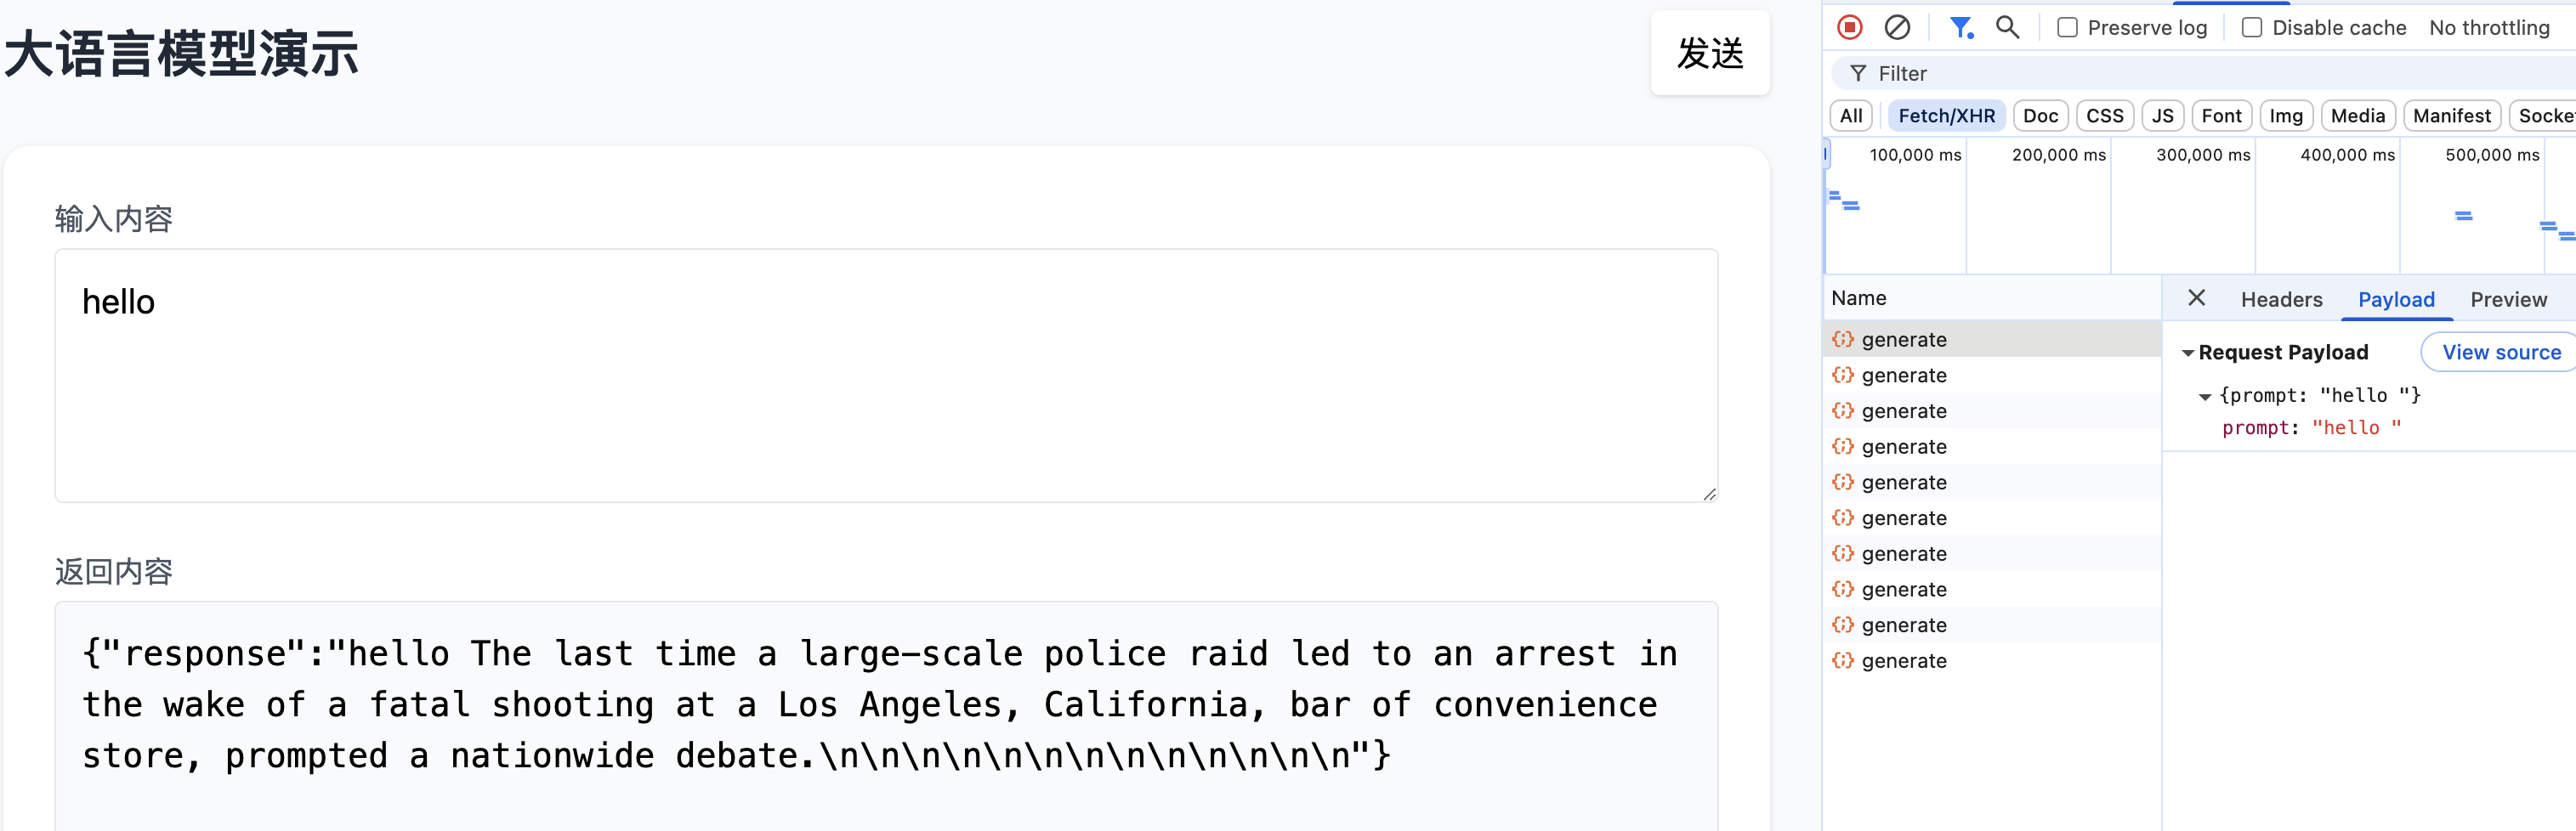 大语言模型演示
发送
输入内容
hello
返回内容
{"response":"hello The last time a large-scale police raid led to an arrest in
the wake of a fatal shooting at a Los Angeles, California, bar of convenience
store, prompted a nationwide debate.\n\n\n\n\n\n\n\n\n\n\n\n\n"}
Preserve log
Disable cache
No throttling
Filter
All
Fetch/XHR
Doc
CSS
JS
Font
Img
Media
Manifest
Socke
100,000 ms
200,000 ms
300,000 ms
400,000 ms
500,000 ms
Name
Headers
Payload
Preview
generate
generate
generate
generate
generate
generate
generate
generate
generate
generate
Request Payload
View source
{prompt: "hello "}
prompt: "hello "